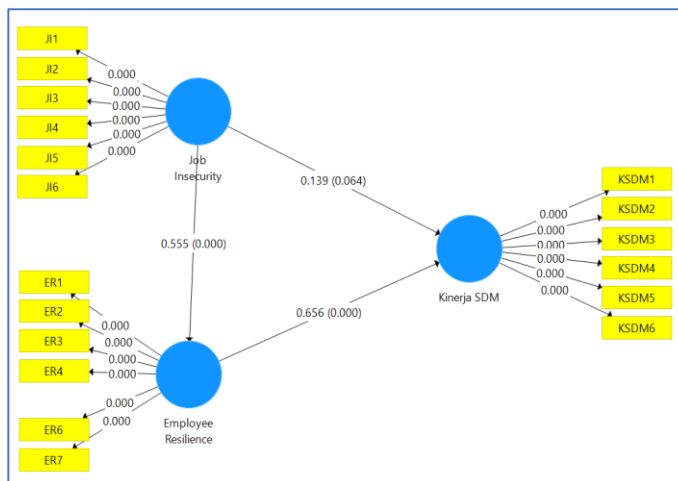 JI1
JI2
JI3
JI4
JI5
JI6
0.000
0.000
0.000
0.000
0.000
0.000
Job
Insecurity
0.139 (0.064)
0.555 (0.000)
ER1
ER2
ER3
ER4
ER6
ER7
0.000
0.000
0.000
0.000
0.000
0.000
Employee
Resilience
0.656 (0.000)
Kinerja SDM
0.000
0.000
0.000
0.000
0.000
0.000
KSDM1
KSDM2
KSDM3
KSDM4
KSDM5
KSDM6